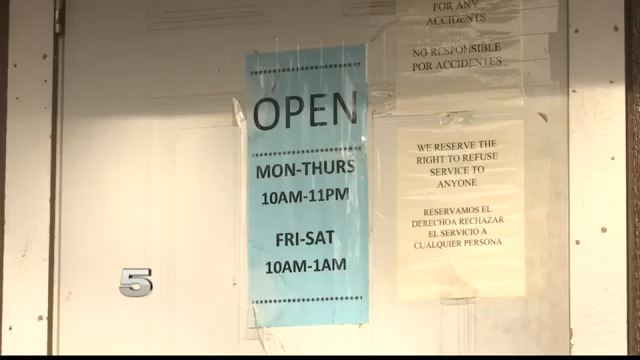 OPEN
MON-THURS
10AM-11PM
FRI-SAT
10AM-1AM
FOR ANY
ACCIDENTS
NO RESPONSIBLE
POR ACCIDENTES
WE RESERVE THE
RIGHT TO REFUSE
SERVICE TO
ANYONE
RESERVAMOS EL
DERECHOA RECHAZAR
EL SERVICIO A
CUALQUIER PERSONA
5